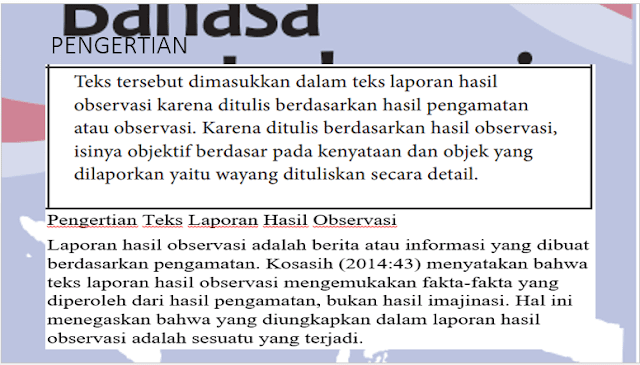 Bahasa
PENGERTIAN
Teks tersebut dimasukkan dalam teks laporan hasil
observasi karena ditulis berdasarkan hasil pengamatan
atau observasi. Karena ditulis berdasarkan hasil observasi,
isinya objektif berdasar pada kenyataan dan objek yang
dilaporkan yaitu wayang dituliskan secara detail.
Pengertian Teks Laporan Hasil Observasi
Laporan hasil observasi adalah berita atau informasi yang dibuat
berdasarkan pengamatan. Kosasih (2014:43) menyatakan bahwa
teks laporan hasil observasi mengemukakan fakta-fakta yang
diperoleh dari hasil pengamatan, bukan hasil imajinasi. Hal ini
menegaskan bahwa yang diungkapkan dalam laporan hasil
observasi adalah sesuatu yang terjadi.